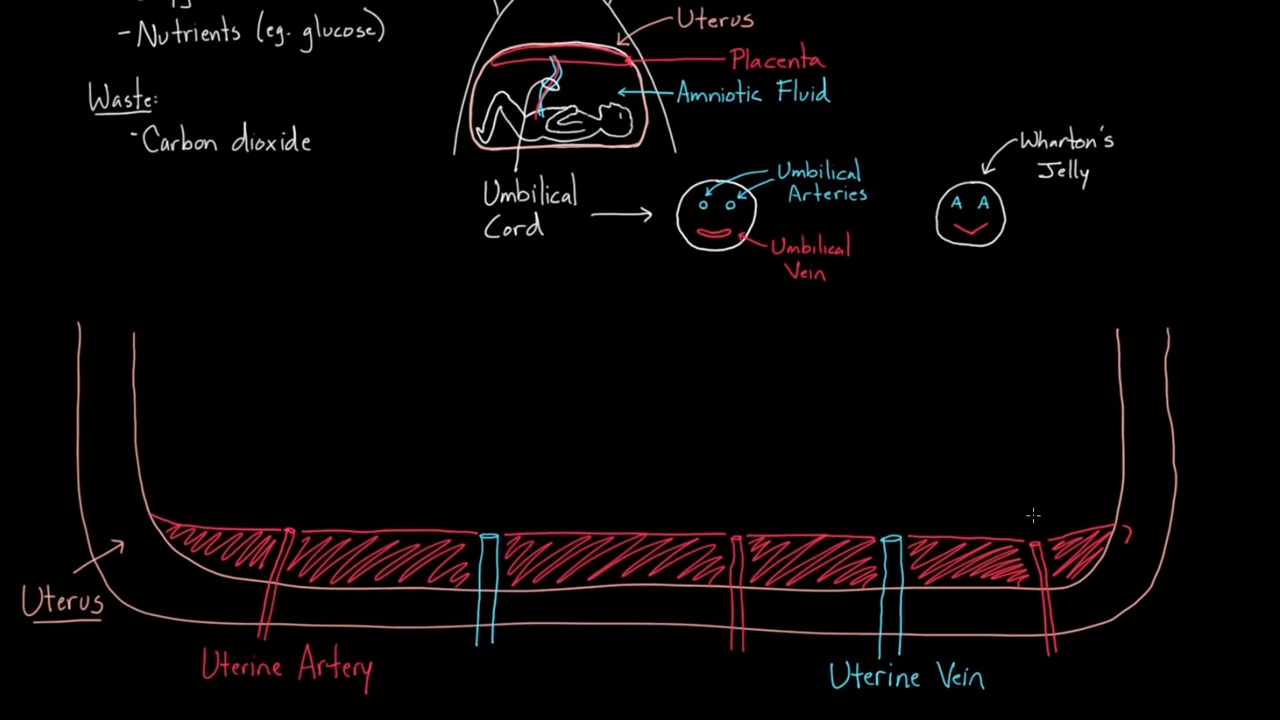 -Nutrients (eg. glucose)
Waste:
-Carbon dioxide
Uterus
Placenta
Amniotic Fluid
Umbilical
Cord
Umbilical
Arteries
Umbilical
Vein
Wharton's
Jelly
A A
Uterus
Uterine Artery
Uterine Vein